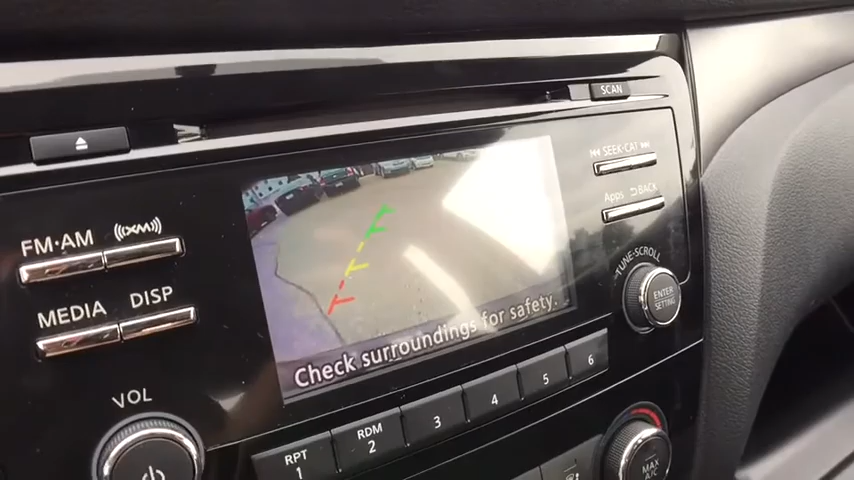 SCAN
SEEK·CAT
Apps BACK
FM·AM ((XM))
MEDIA DISP
TUNE·SCROLL
ENTER
SETTING
Check surroundings for safety.
VOL
RPT
1
RDM
2
3
4
5
6
MAX
A/C